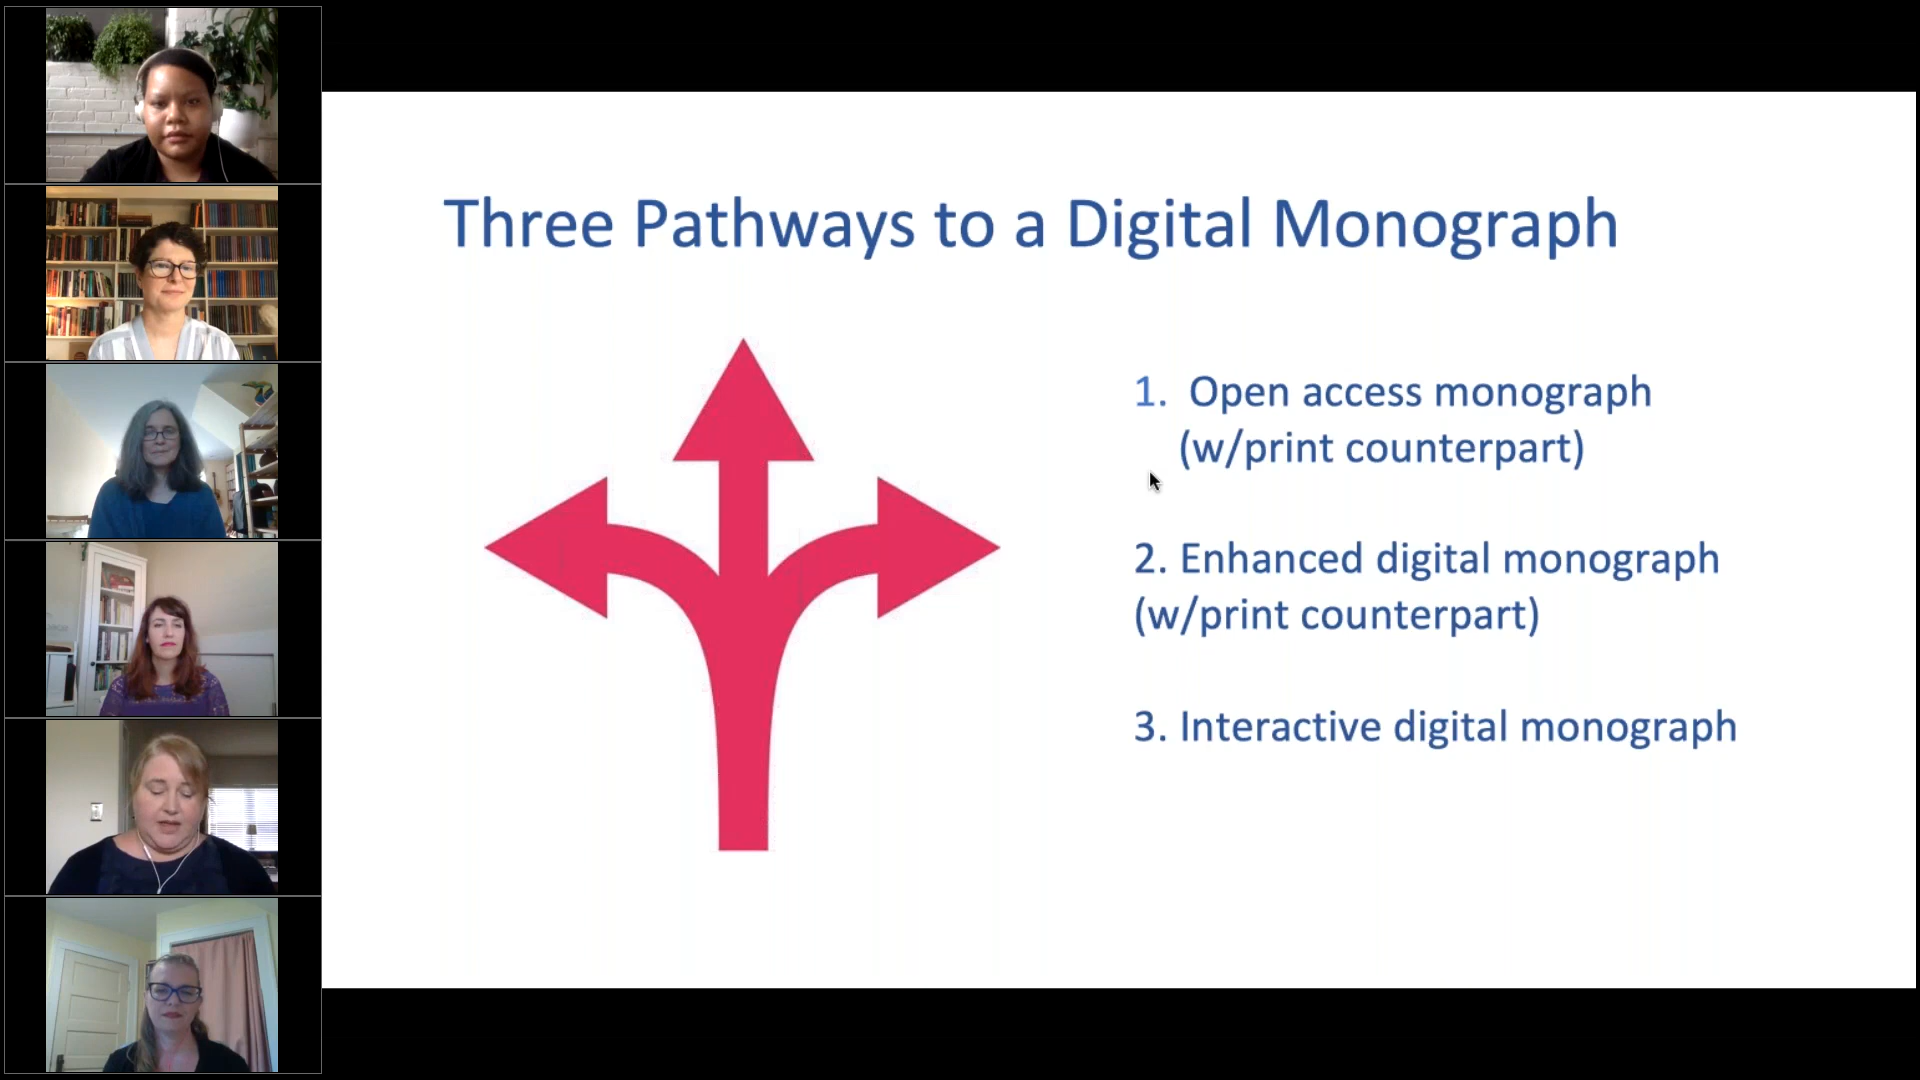 Three Pathways to a Digital Monograph
1. Open access monograph
(w/print counterpart)
2. Enhanced digital monograph
(w/print counterpart)
3. Interactive digital monograph